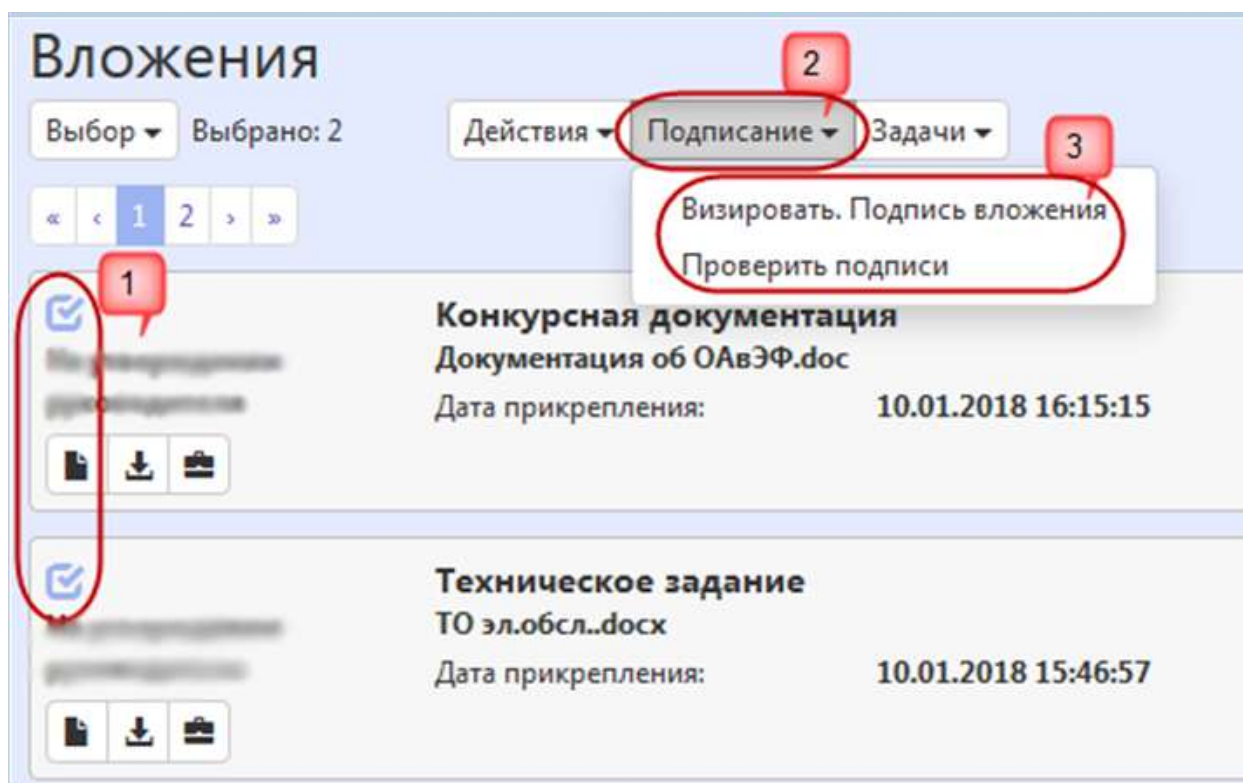 Вложения
2
Выбор Выбрано: 2 Действия Подписание Задачи
3
« ‹ 1 2 › »
Визировать. Подпись вложения
Проверить подписи
1
Конкурсная документация
Документация об ОАвЭФ.doc
Дата прикрепления: 10.01.2018 16:15:15
Техническое задание
ТО эл.обсл..docx
Дата прикрепления: 10.01.2018 15:46:57